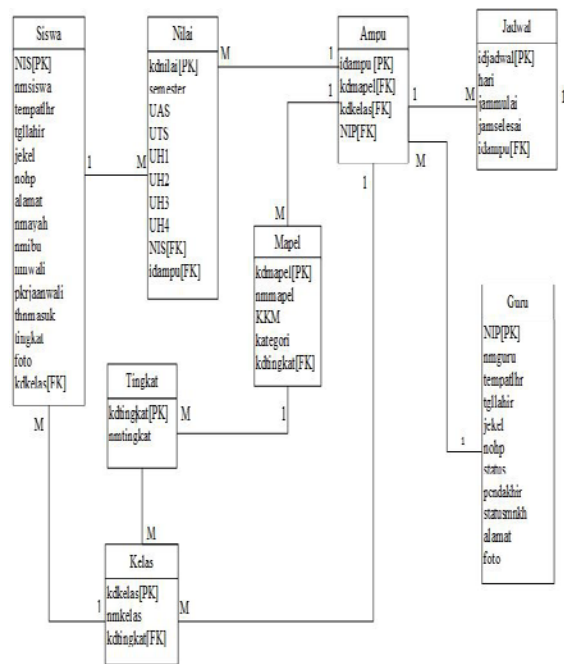 Siswa
NIS[PK]
nmsiswa
tempatlhr
tgllahir
jekel
nohp
alamat
nmayah
nmibu
nmwali
pkrjaanwali
thnmasuk
tingkat
foto
kdkelas[FK]
Nilai
kdnilai[PK]
semester
UAS
UTS
UH1
UH2
UH3
UH4
NIS[FK]
idampu[FK]
Ampu
idampu[PK]
kdmapel[FK]
kdkelas[FK]
NIP[FK]
Jadwal
idjadwal[PK]
hari
jammulai
jamselesai
idampu[FK]
Mapel
kdmapel[PK]
nmmapel
KKM
kategori
kdtingkat[FK]
Guru
NIP[PK]
nmguru
tempatlhr
tgllahir
jekel
nohp
status
pendakhir
statusmnkh
alamat
foto
Tingkat
kdtingkat[PK]
nmtingkat
Kelas
kdkelas[PK]
nmkelas
kdtingkat[FK]
M
1
1
M
1
M
1
1
M
M
1
M
M
1
1
M
M
1
M